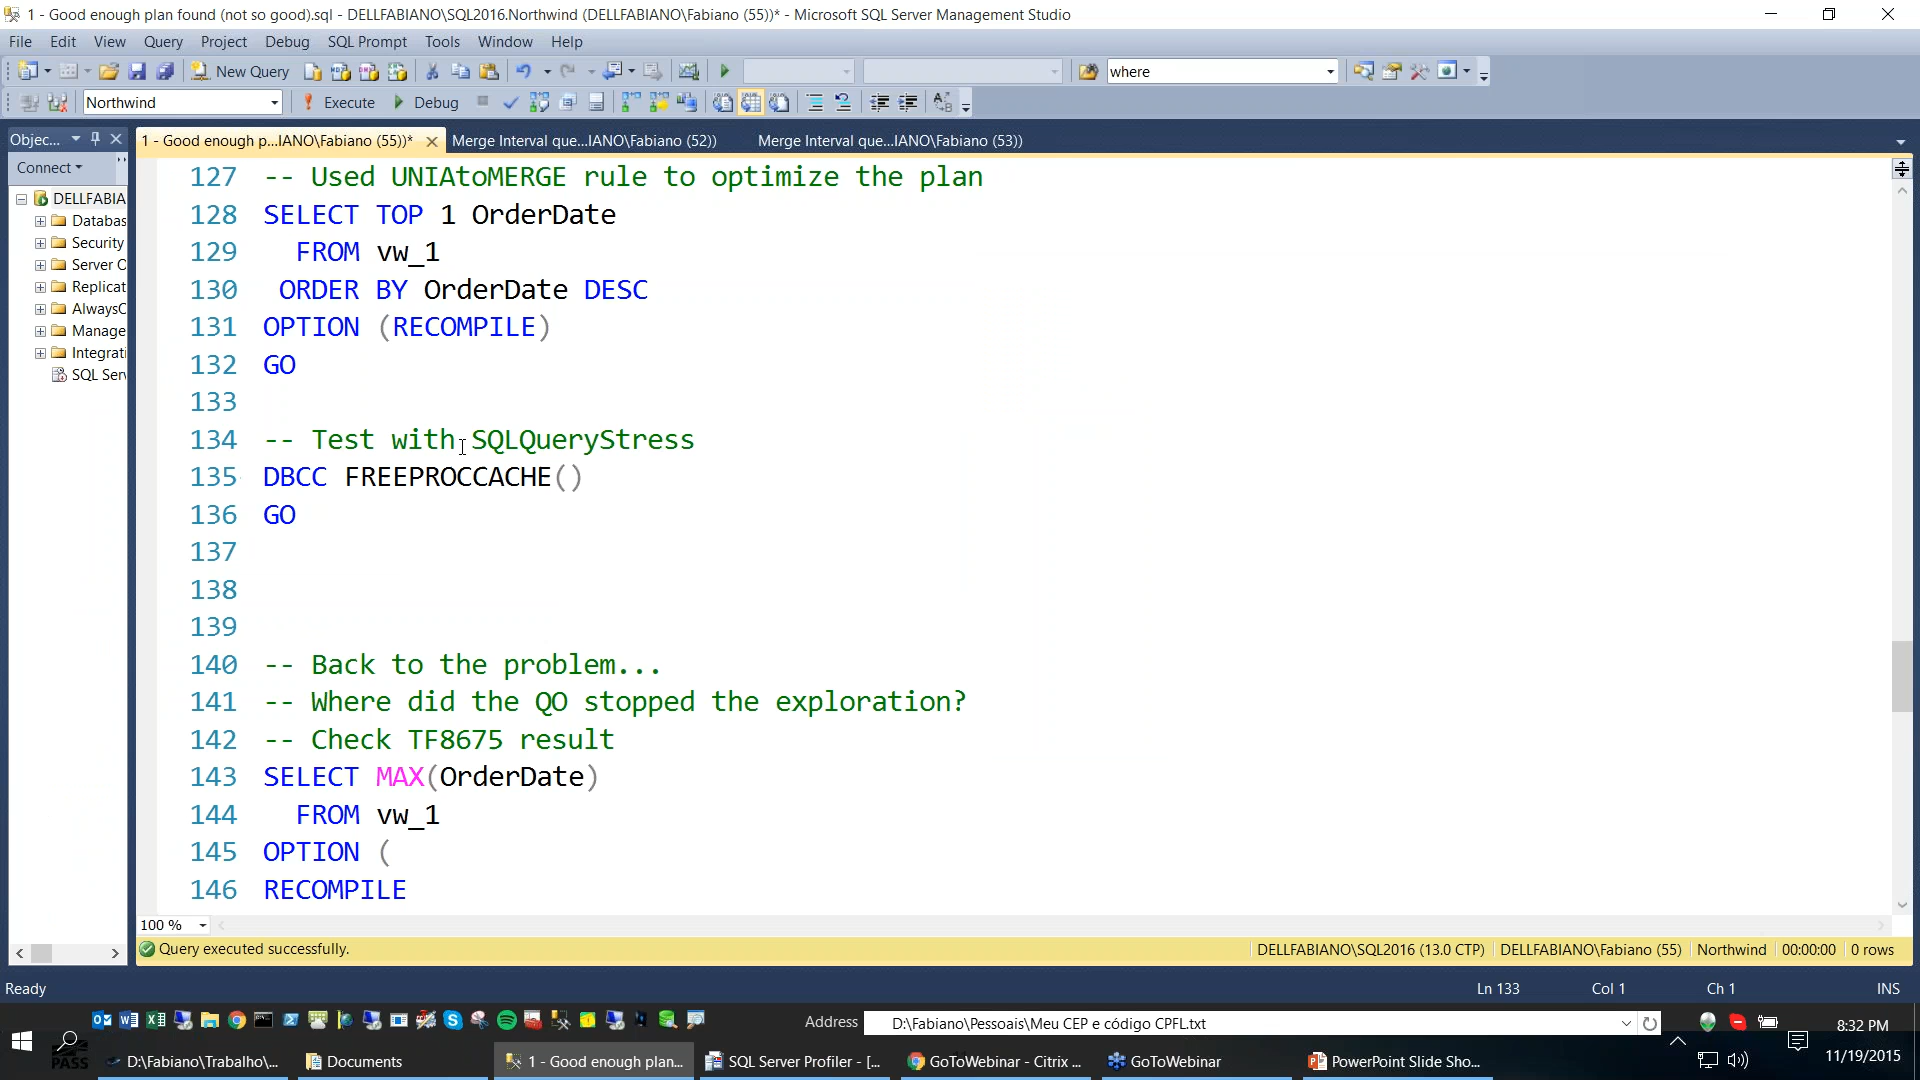 1 - Good enough plan found (not so good).sql - DELLFABIANO\SQL2016.Northwind (DELLFABIANO\Fabiano (55))* - Microsoft SQL Server Management Studio
File Edit View Query Project Debug SQL Prompt Tools Window Help
New Query where
Northwind Execute Debug
Objec... 1 - Good enough p...IANO\Fabiano (55))* Merge Interval que...IANO\Fabiano (52)) Merge Interval que...IANO\Fabiano (53))
Connect
DELLFABIA
Databas
Security
Server O
Replicat
AlwaysO
Manage
Integrati
SQL Serv
127 -- Used UNIAtoMERGE rule to optimize the plan
128 SELECT TOP 1 OrderDate
129 FROM vw_1
130 ORDER BY OrderDate DESC
131 OPTION (RECOMPILE)
132 GO
133
134 -- Test with SQLQueryStress
135 DBCC FREEPROCCACHE()
136 GO
137
138
139
140 -- Back to the problem...
141 -- Where did the QO stopped the exploration?
142 -- Check TF8675 result
143 SELECT MAX(OrderDate)
144 FROM vw_1
145 OPTION (
146 RECOMPILE
100 %
Query executed successfully. DELLFABIANO\SQL2016 (13.0 CTP) DELLFABIANO\Fabiano (55) Northwind 00:00:00 0 rows
Ready Ln 133 Col 1 Ch 1 INS
Address D:\Fabiano\Pessoais\Meu CEP e código CPFL.txt
8:32 PM
PASS D:\Fabiano\Trabalho\... Documents 1 - Good enough plan... SQL Server Profiler - [... GoToWebinar - Citrix ... GoToWebinar PowerPoint Slide Sho...
11/19/2015